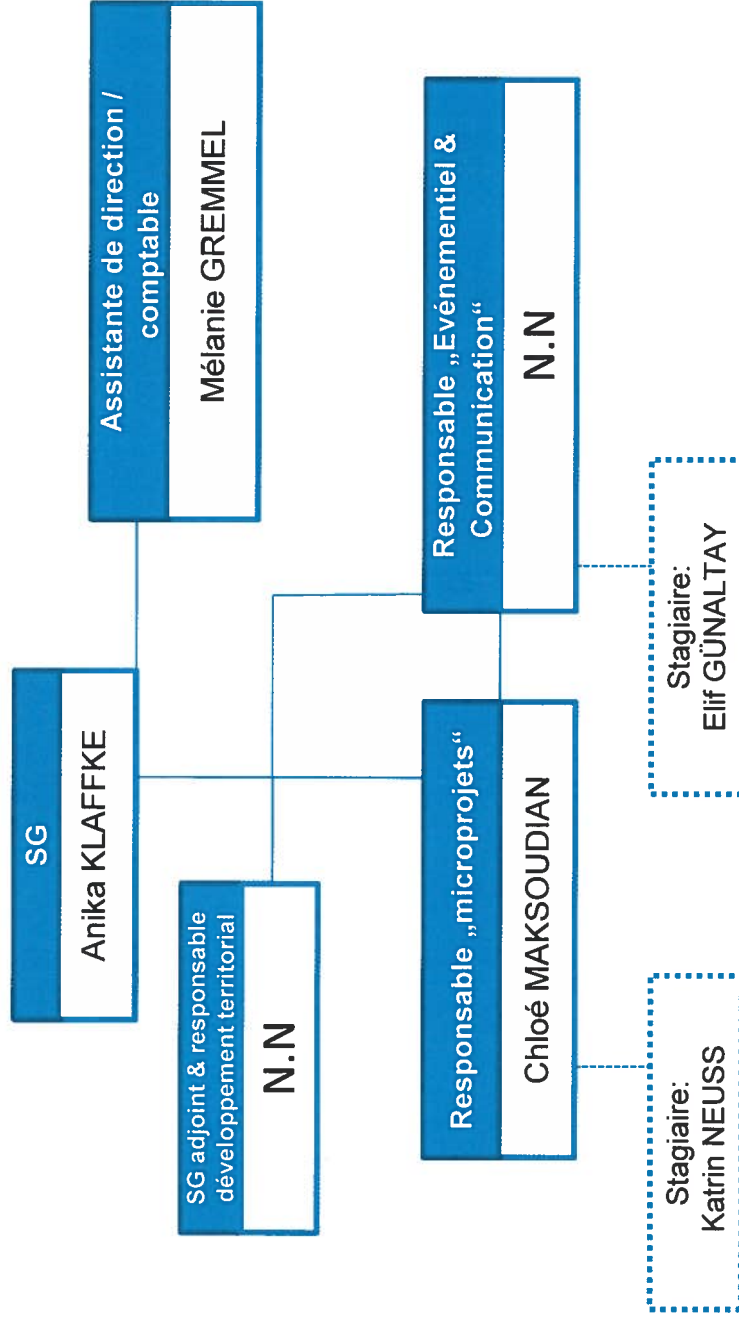 SG
Anika KLAFFKE
Assistante de direction /
comptable
Mélanie GREMMEL
SG adjoint & responsable
développement territorial
N.N
Responsable „microprojets“
Chloé MAKSOUDIAN
Responsable „Evénementiel &
Communication“
N.N
Stagiaire:
Katrin NEUSS
Stagiaire:
Elif GÜNALTAY